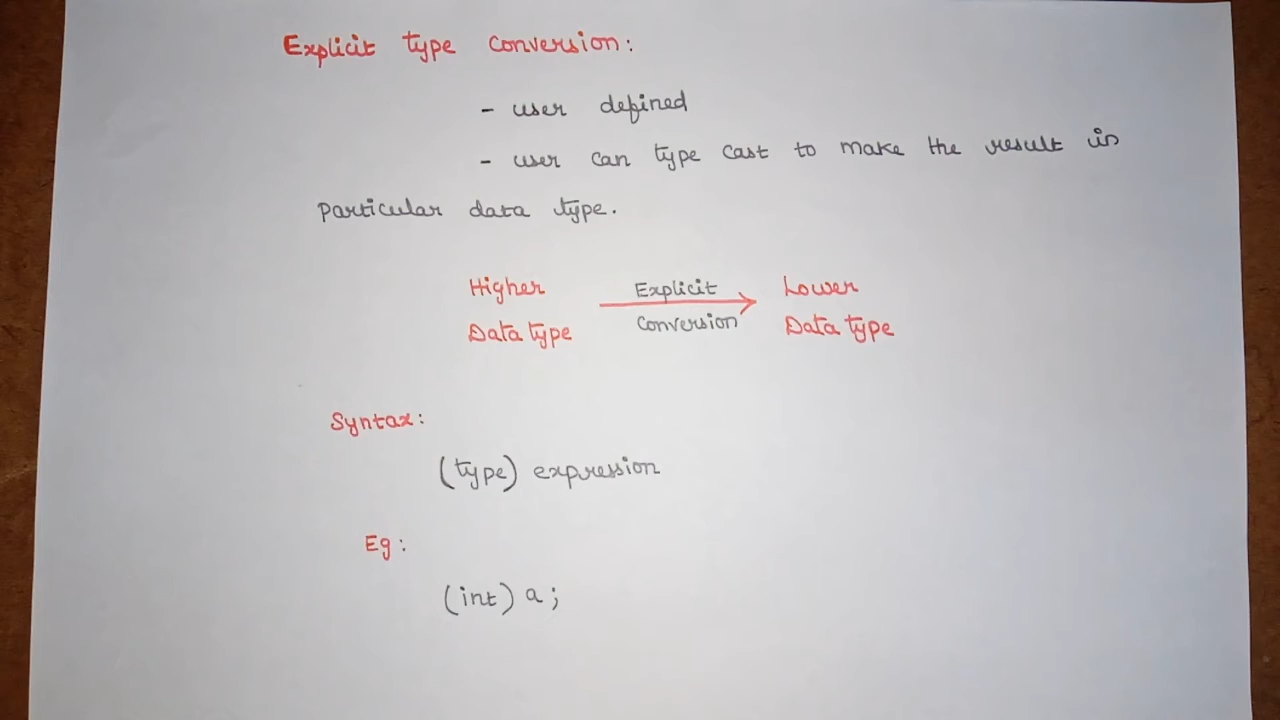 Explicit type conversion:
- user defined
- user can type cast to make the result in
particular data type.
Higher Explicit Lower
Data type conversion Data type
Syntax:
(type) expression
Eg:
(int) a;